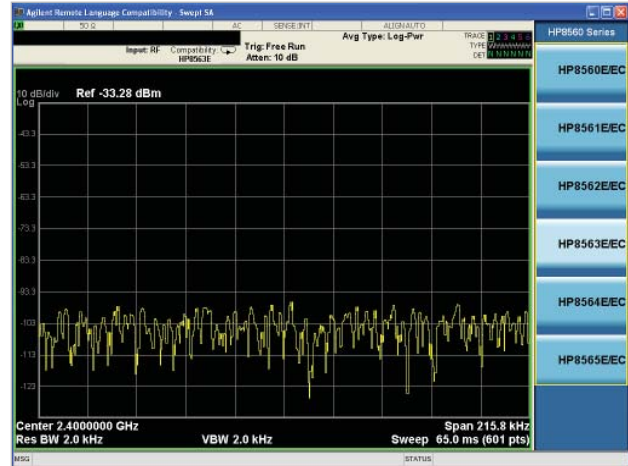 Agilent Remote Language Compatibility - Swept SA
50 Ω AC SENSE:INT ALIGN AUTO
Avg Type: Log-Pwr
TRACE 1 2 3 4 5 6
TYPE
DET N N N N N N
Input: RF
Compatibility:
HP8563E
Trig: Free Run
Atten: 10 dB
10 dB/div Ref -33.28 dBm
Log
-43.3
-53.3
-63.3
-73.3
-83.3
-93.3
-103
-113
-123
Center 2.4000000 GHz
Span 215.8 kHz
Res BW 2.0 kHz
VBW 2.0 kHz
Sweep 65.0 ms (601 pts)
MSG
STATUS
HP8560 Series
HP8560E/EC
HP8561E/EC
HP8562E/EC
HP8563E/EC
HP8564E/EC
HP8565E/EC